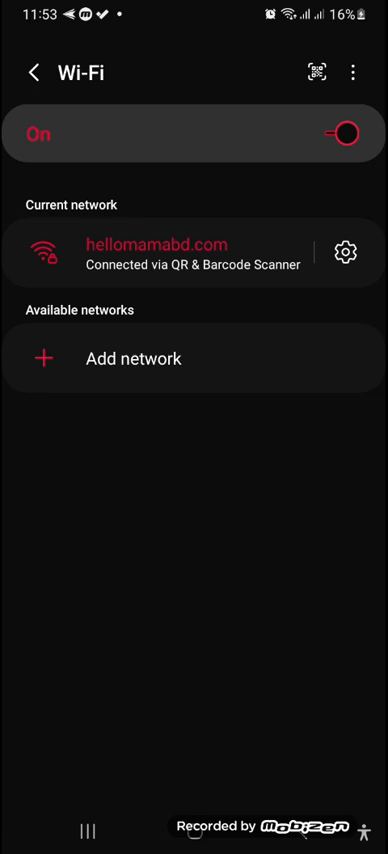 11:53 16%
Wi-Fi
On
Current network
hellomamabd.com
Connected via QR & Barcode Scanner
Available networks
Add network
Recorded by MOBIZEN